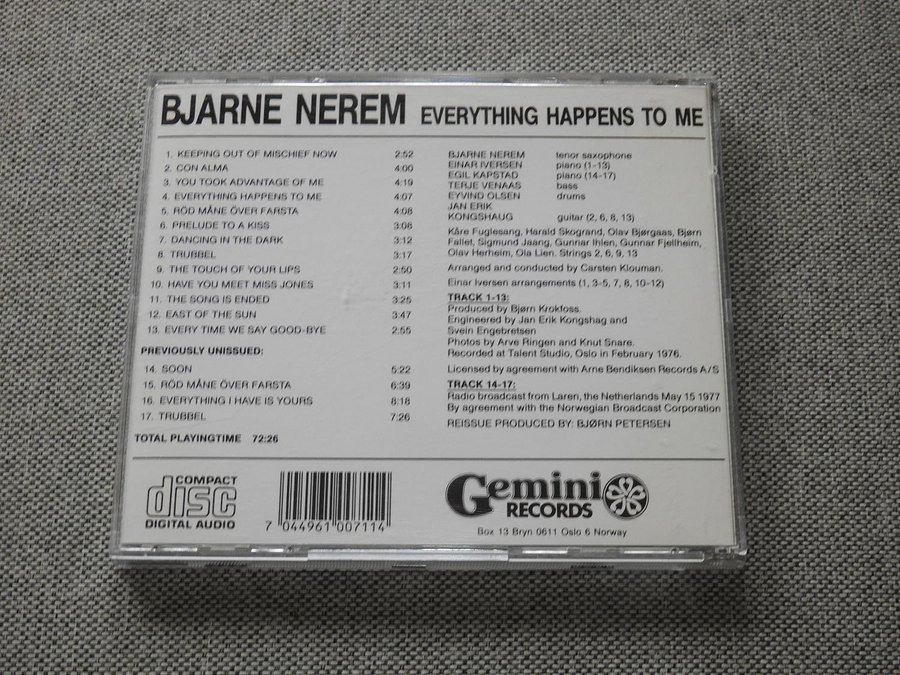 BJARNE NEREM EVERYTHING HAPPENS TO ME
1. KEEPING OUT OF MISCHIEF NOW 2:52
2. CON ALMA 4:00
3. YOU TOOK ADVANTAGE OF ME 4:19
4. EVERYTHING HAPPENS TO ME 4:07
5. RÖD MÅNE ÖVER FARSTA 4:08
6. PRELUDE TO A KISS 3:08
7. DANCING IN THE DARK 3:12
8. TRUBBEL 3:17
9. THE TOUCH OF YOUR LIPS 2:50
10. HAVE YOU MEET MISS JONES 3:11
11. THE SONG IS ENDED 3:25
12. EAST OF THE SUN 3:47
13. EVERY TIME WE SAY GOOD-BYE 2:55
PREVIOUSLY UNISSUED:
14. SOON 5:22
15. RÖD MÅNE ÖVER FARSTA 6:39
16. EVERYTHING I HAVE IS YOURS 8:18
17. TRUBBEL 7:26
TOTAL PLAYINGTIME 72:26
BJARNE NEREM tenor saxophone
EINAR IVERSEN piano (1-13)
EGIL KAPSTAD piano (14-17)
TERJE VENAAS bass
EYVIND OLSEN drums
JAN ERIK
KONGSHAUG guitar (2, 6, 8, 13)
Kåre Fuglesang, Harald Skogrand, Olav Bjørgaas, Bjørn
Fallet, Sigmund Jaang, Gunnar Ihlen, Gunnar Fjellheim,
Olav Herheim, Ola Lien. Strings 2, 6, 9, 13
Arranged and conducted by Carsten Klouman.
Einar Iversen arrangements (1, 3-5, 7, 8, 10-12)
TRACK 1-13:
Produced by Bjørn Krokfoss.
Engineered by Jan Erik Kongshag and
Svein Engebretsen
Photos by Arve Ringen and Knut Snare.
Recorded at Talent Studio, Oslo in February 1976.
Licensed by agreement with Arne Bendiksen Records A/S
TRACK 14-17:
Radio broadcast from Laren, the Netherlands May 15 1977
By agreement with the Norwegian Broadcast Corporation
REISSUE PRODUCED BY: BJØRN PETERSEN
COMPACT
disc
DIGITAL AUDIO
7 044961 007114
Gemini
RECORDS
Box 13 Bryn 0611 Oslo 6 Norway